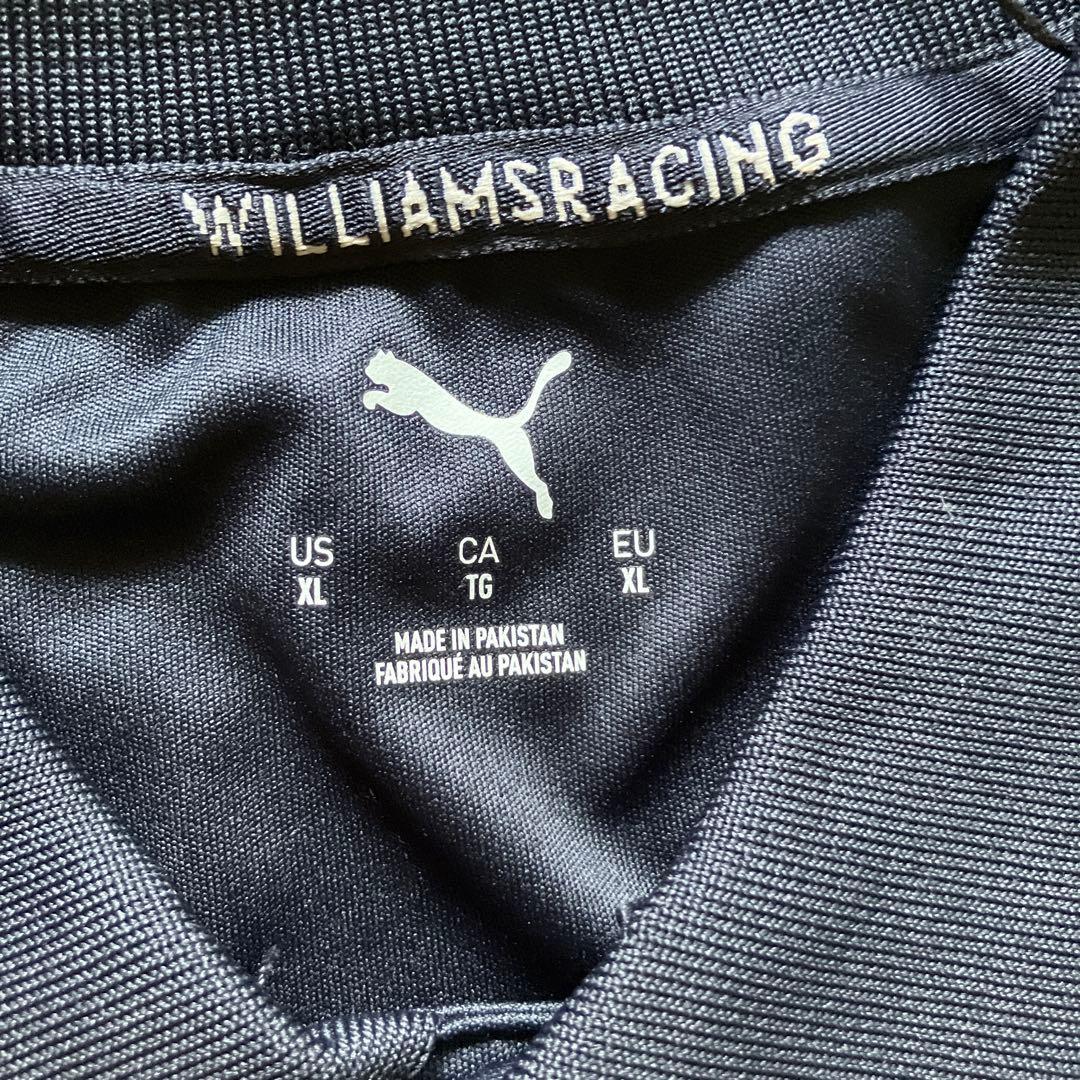 WILLIAMSRACING
US CA EU
XL TG XL
MADE IN PAKISTAN
FABRIQUÉ AU PAKISTAN